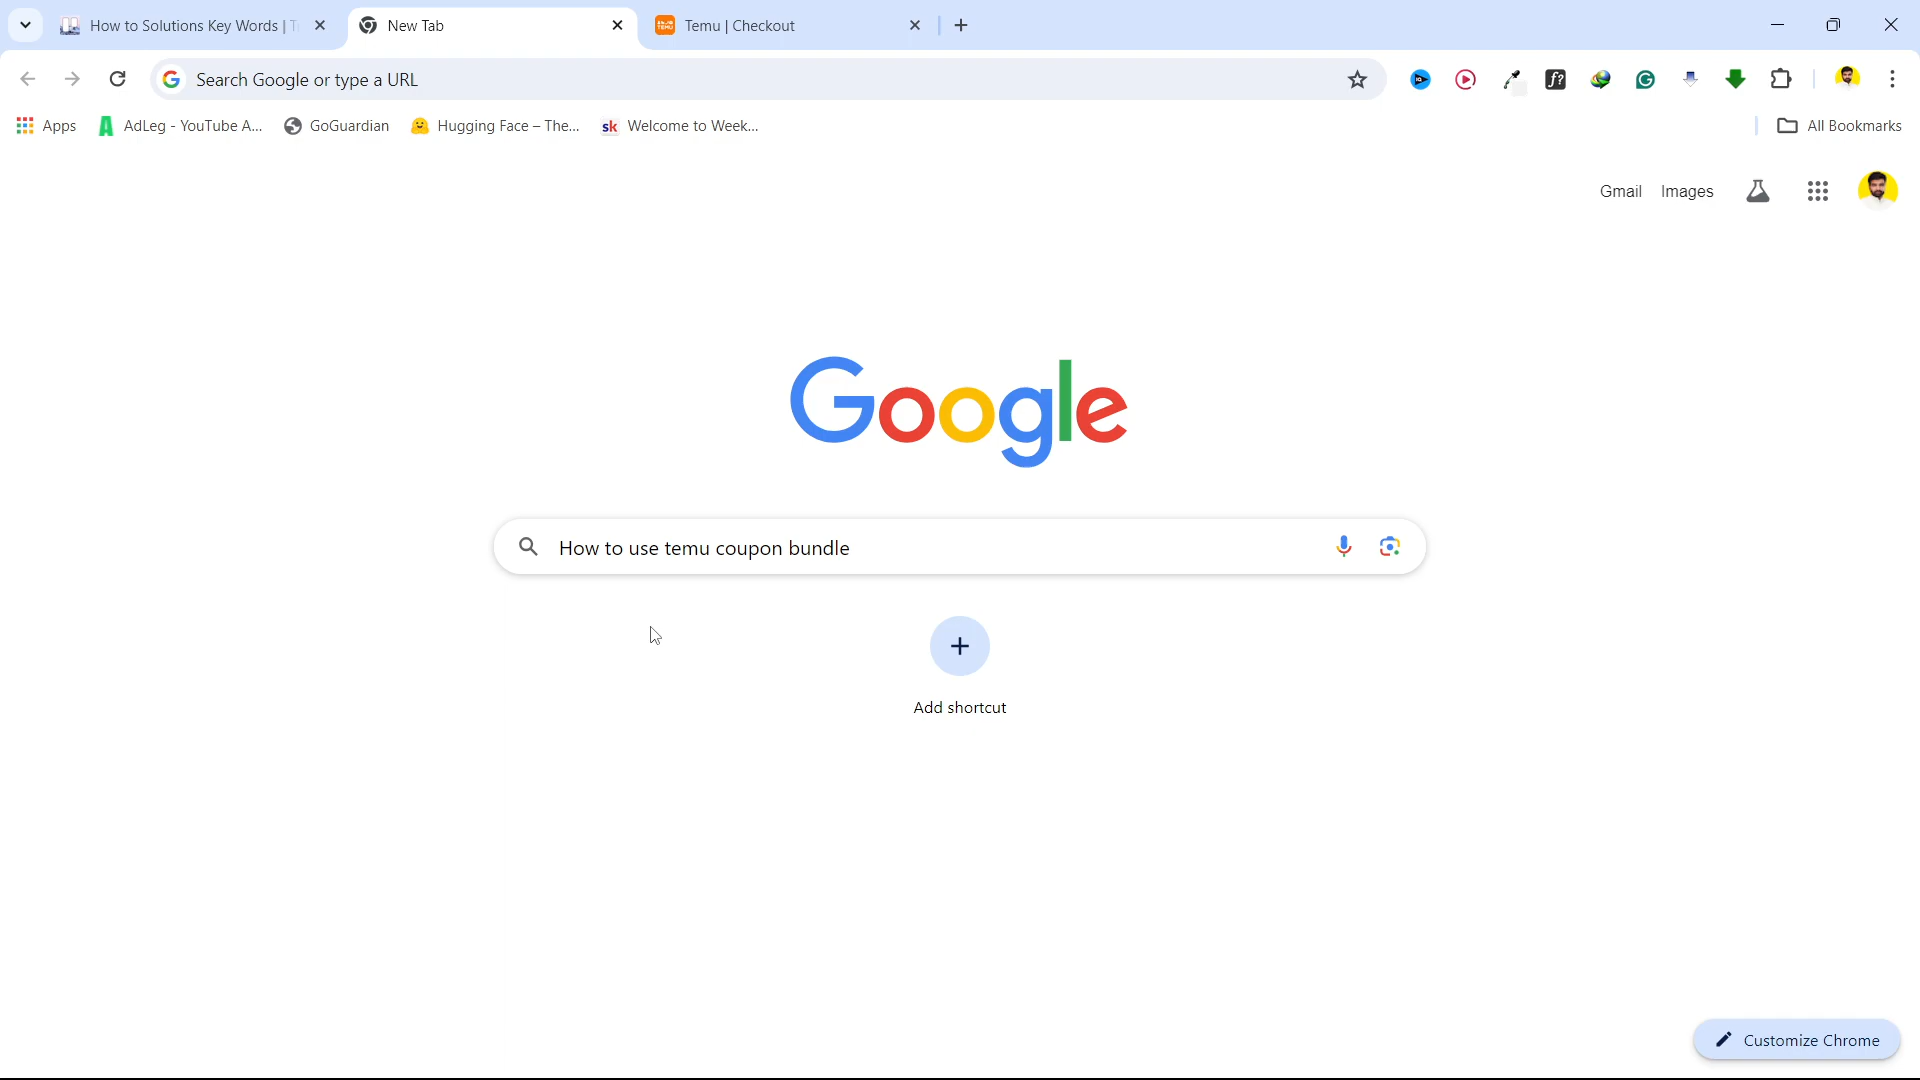 How to Solutions Key Words | T
New Tab
Temu | Checkout
Search Google or type a URL
Apps
AdLeg - YouTube A...
GoGuardian
Hugging Face – The...
sk Welcome to Week...
All Bookmarks
Gmail
Images
Google
How to use temu coupon bundle
Add shortcut
Customize Chrome